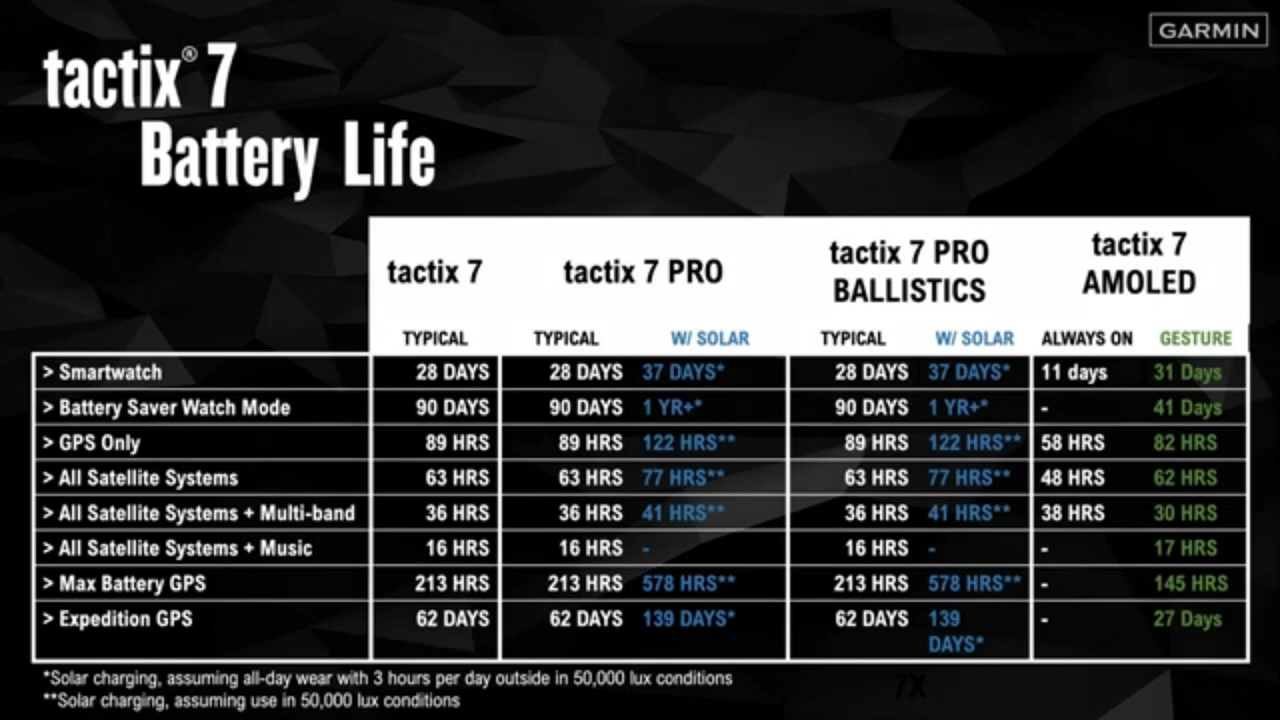 GARMIN
tactix® 7
Battery Life
tactix 7
tactix 7 PRO
tactix 7 PRO
BALLISTICS
tactix 7
AMOLED
TYPICAL TYPICAL W/ SOLAR TYPICAL W/ SOLAR ALWAYS ON GESTURE
> Smartwatch 28 DAYS 28 DAYS 37 DAYS* 28 DAYS 37 DAYS* 11 days 31 Days
> Battery Saver Watch Mode 90 DAYS 90 DAYS 1 YR+* 90 DAYS 1 YR+* - 41 Days
> GPS Only 89 HRS 89 HRS 122 HRS** 89 HRS 122 HRS** 58 HRS 82 HRS
> All Satellite Systems 63 HRS 63 HRS 77 HRS** 63 HRS 77 HRS** 48 HRS 62 HRS
> All Satellite Systems + Multi-band 36 HRS 36 HRS 41 HRS** 36 HRS 41 HRS** 38 HRS 30 HRS
> All Satellite Systems + Music 16 HRS 16 HRS - 16 HRS - - 17 HRS
> Max Battery GPS 213 HRS 213 HRS 578 HRS** 213 HRS 578 HRS** - 145 HRS
> Expedition GPS 62 DAYS 62 DAYS 139 DAYS* 62 DAYS 139 - 27 Days
DAYS*
*Solar charging, assuming all-day wear with 3 hours per day outside in 50,000 lux conditions
**Solar charging, assuming use in 50,000 lux conditions
7X